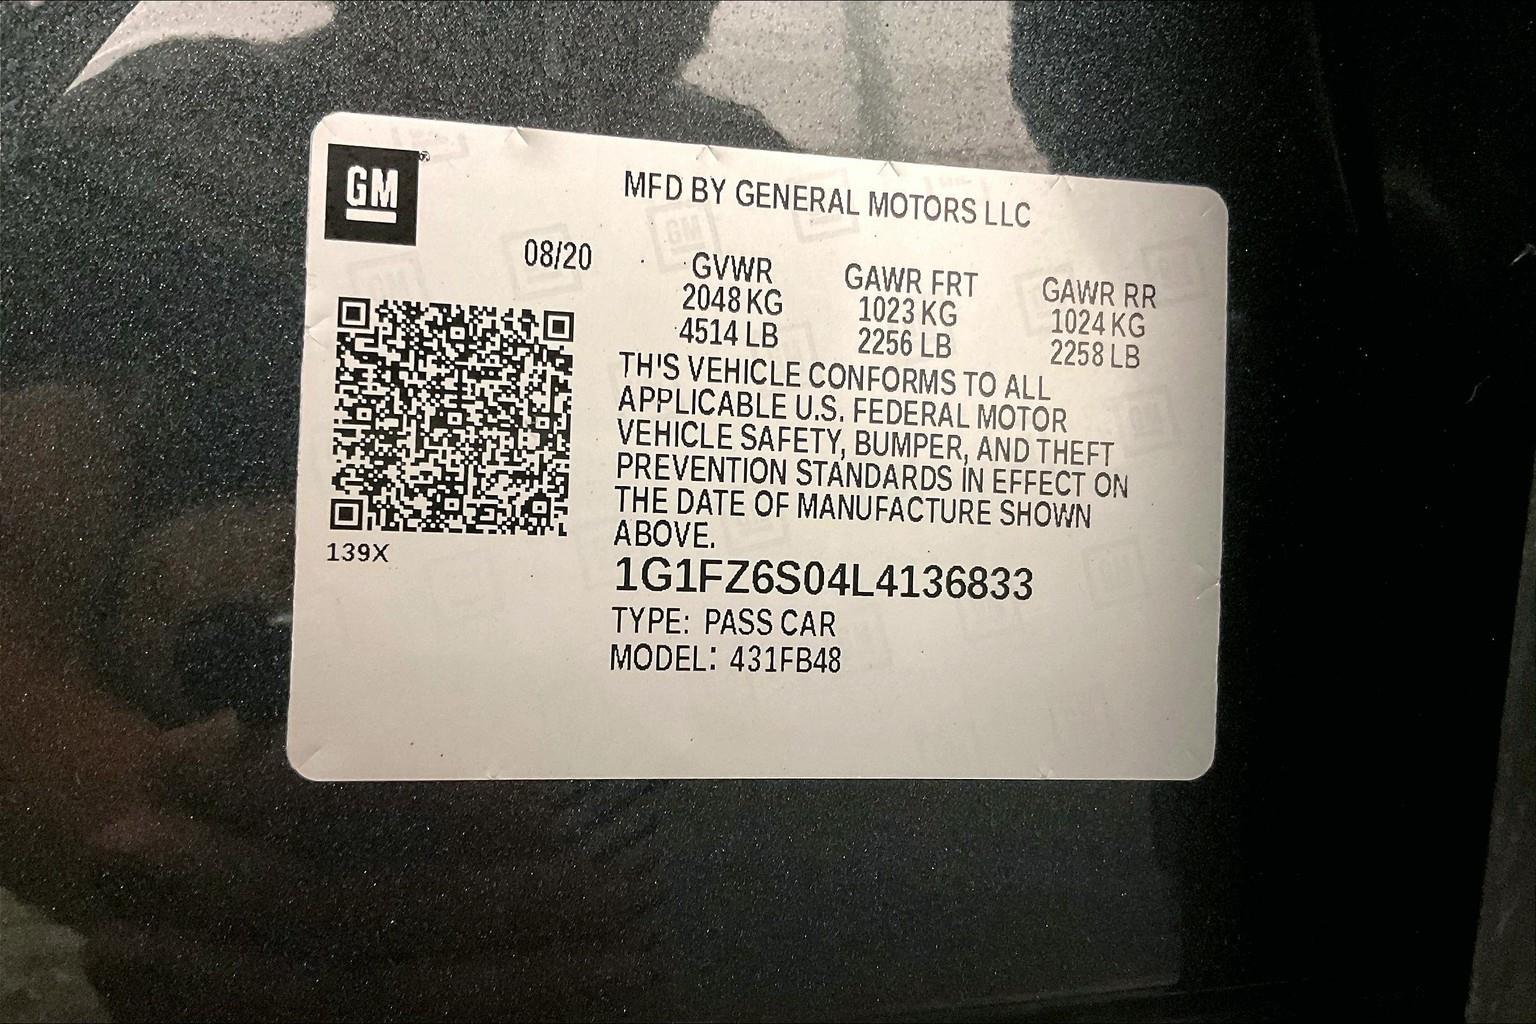 GM
MFD BY GENERAL MOTORS LLC
08/20
GVWR GAWR FRT GAWR RR
2048 KG 1023 KG 1024 KG
4514 LB 2256 LB 2258 LB
THIS VEHICLE CONFORMS TO ALL
APPLICABLE U.S. FEDERAL MOTOR
VEHICLE SAFETY, BUMPER, AND THEFT
PREVENTION STANDARDS IN EFFECT ON
THE DATE OF MANUFACTURE SHOWN
ABOVE.
139X
1G1FZ6S04L4136833
TYPE: PASS CAR
MODEL: 431FB48